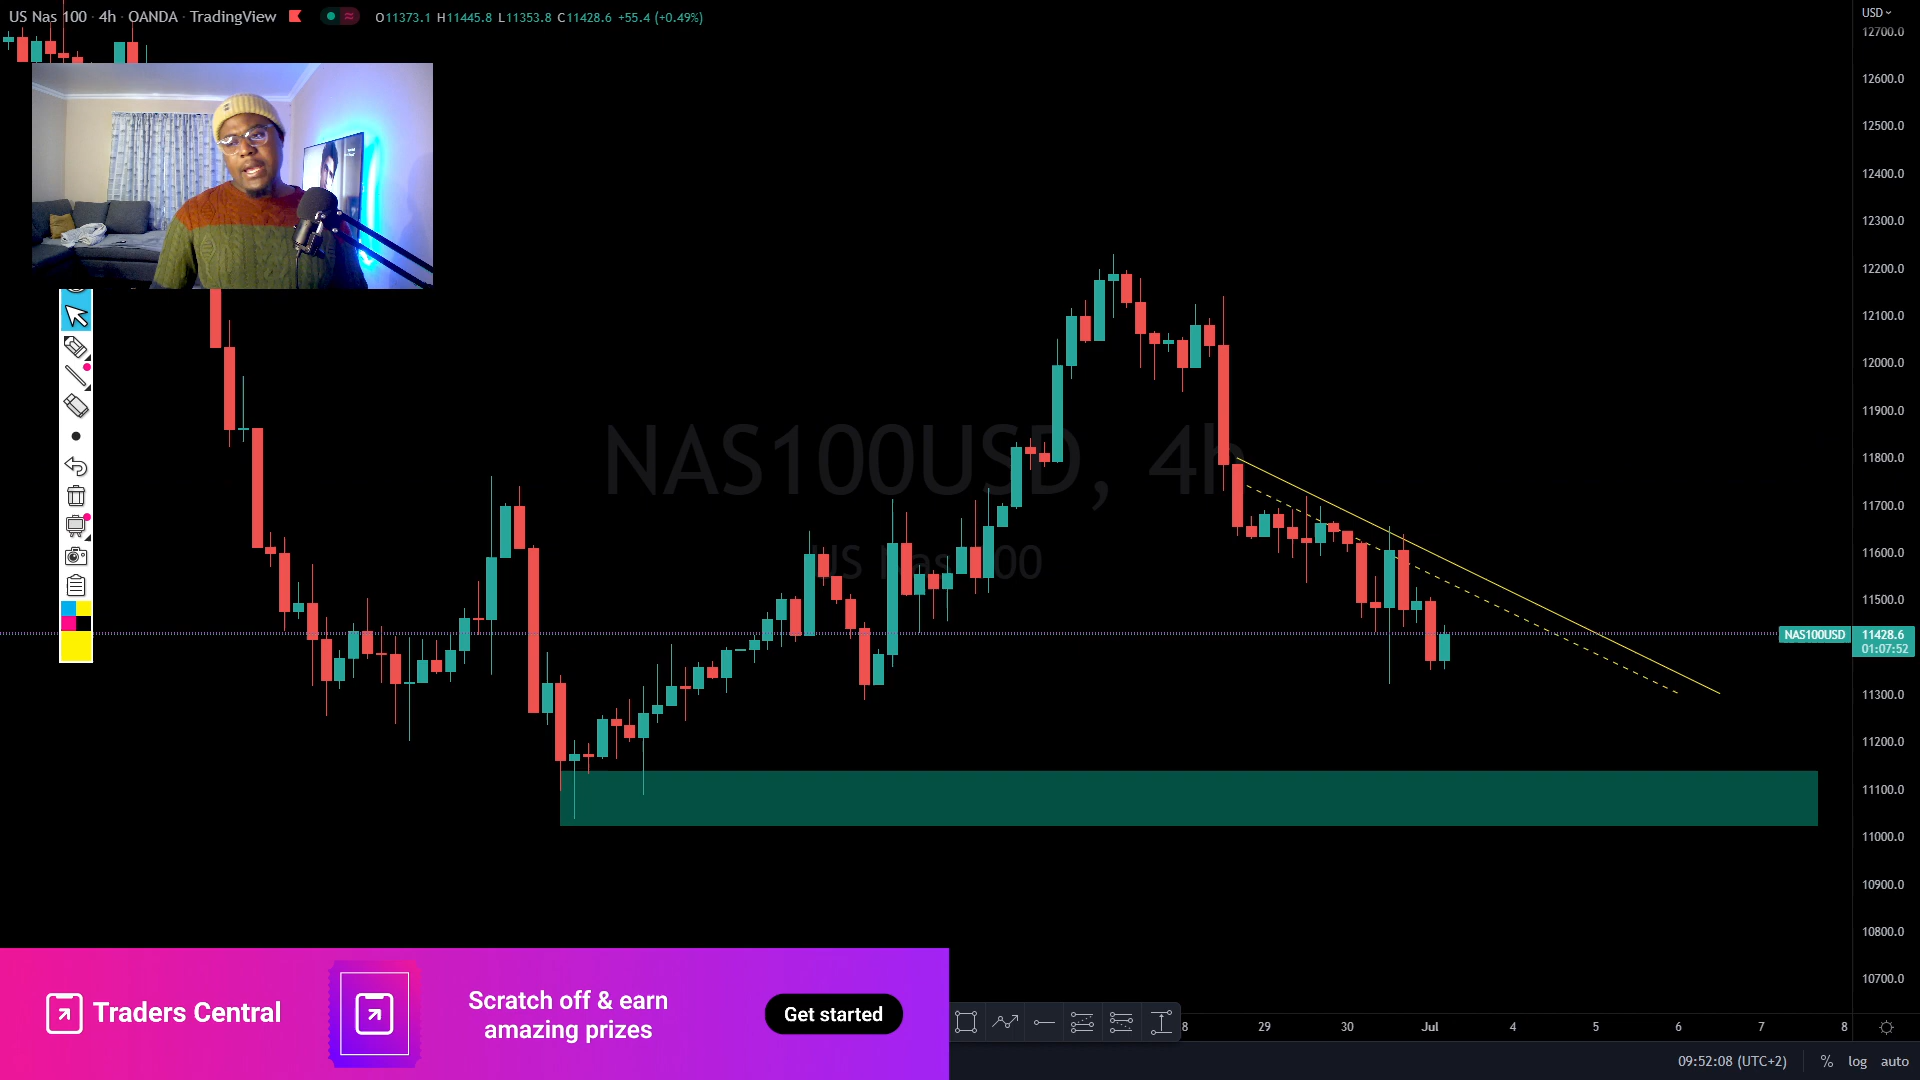 US Nas 100 · 4h · OANDA · TradingView
O11373.1 H11445.8 L11353.8 C11428.6 +55.4 (+0.49%)
USD
12700.0
12600.0
12500.0
12400.0
12300.0
12200.0
12100.0
12000.0
11900.0
11800.0
11700.0
11600.0
11500.0
NAS100USD 11428.6
01:07:52
11300.0
11200.0
11100.0
11000.0
10900.0
10800.0
10700.0
NAS100USD, 4h
US Nas 100
Traders Central
Scratch off & earn
amazing prizes
Get started
8 29 30 Jul 4 5 6 7 8
09:52:08 (UTC+2) % log auto